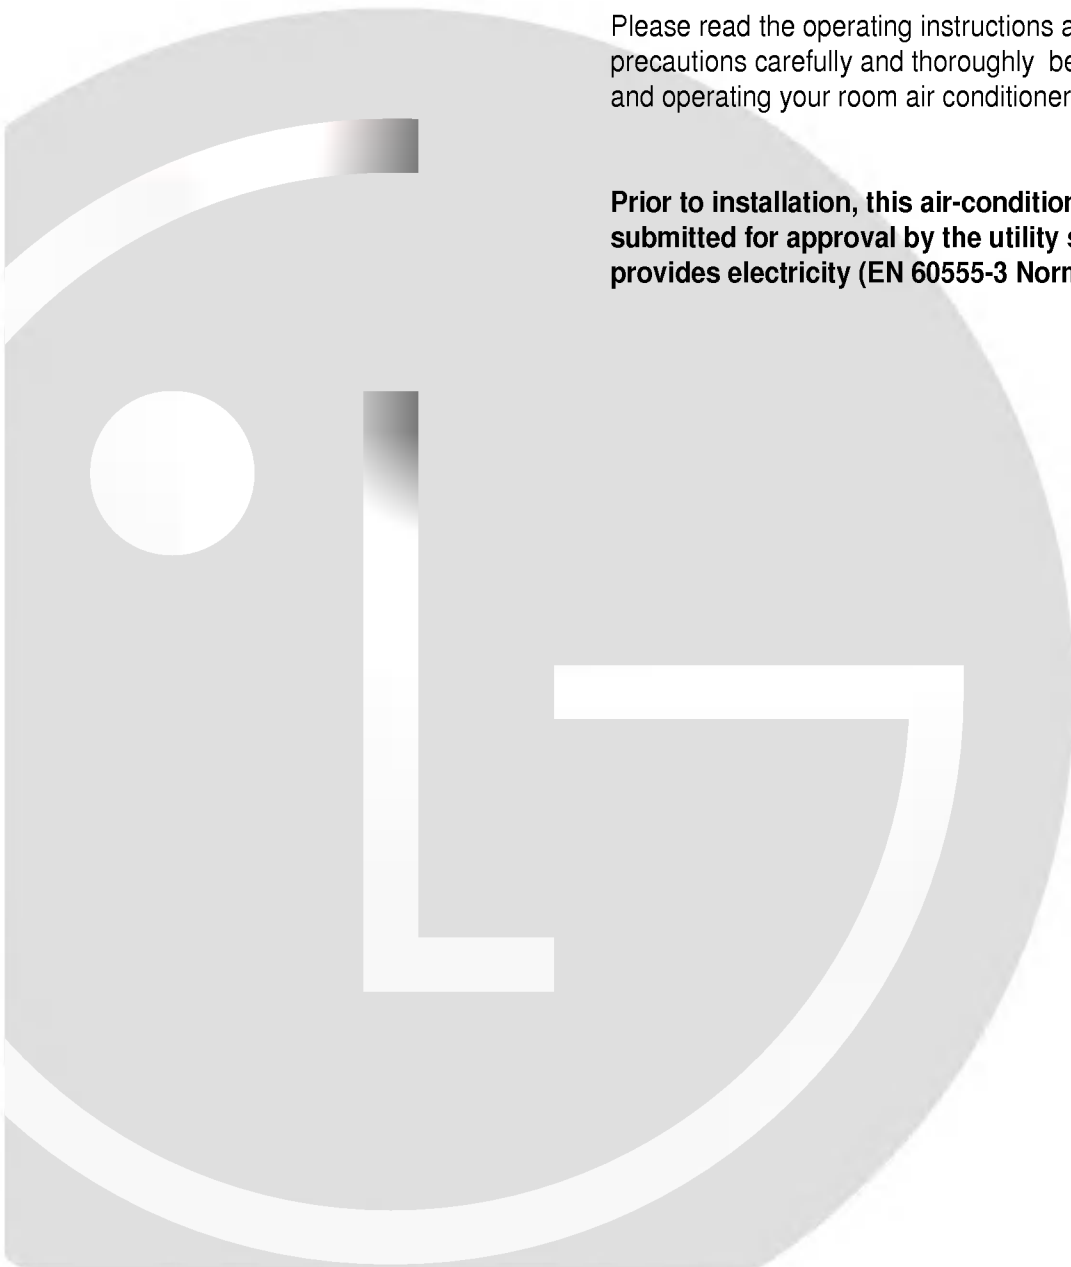 Please read the operating instructions a
precautions carefully and thoroughly be
and operating your room air conditioner
Prior to installation, this air-condition
submitted for approval by the utility s
provides electricity (EN 60555-3 Norm